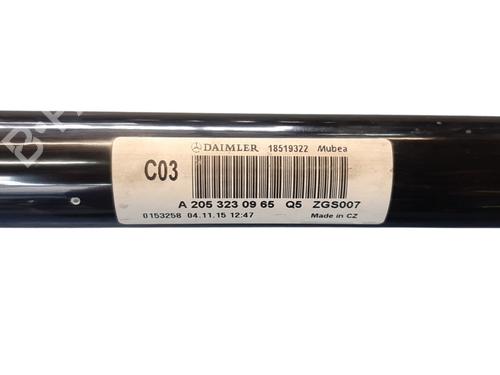 DAIMLER 18519322 Mubea
C03
A 205 323 09 65 Q5 ZGS007
0153258 04.11.15 12:47 Made in CZ